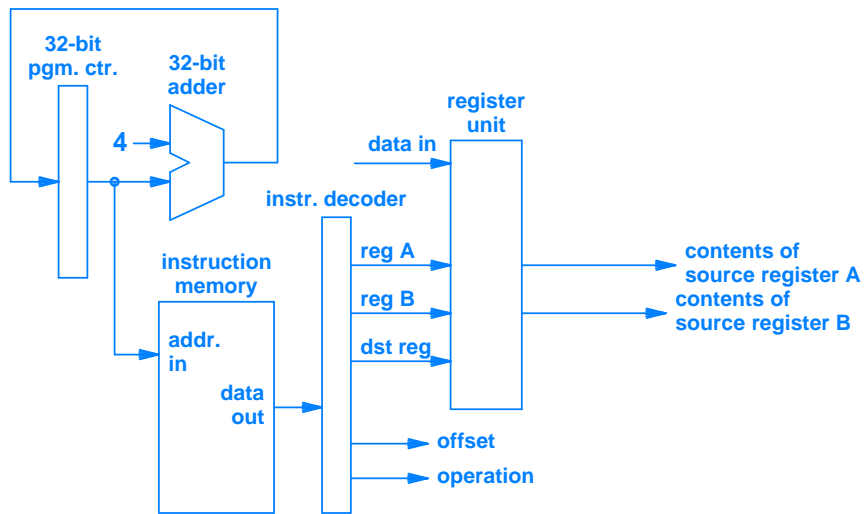 32-bit
pgm. ctr.
32-bit
adder
4
register
unit
data in
instr. decoder
reg A
reg B
dst reg
instruction
memory
addr.
in
data
out
contents of
source register A
contents of
source register B
offset
operation